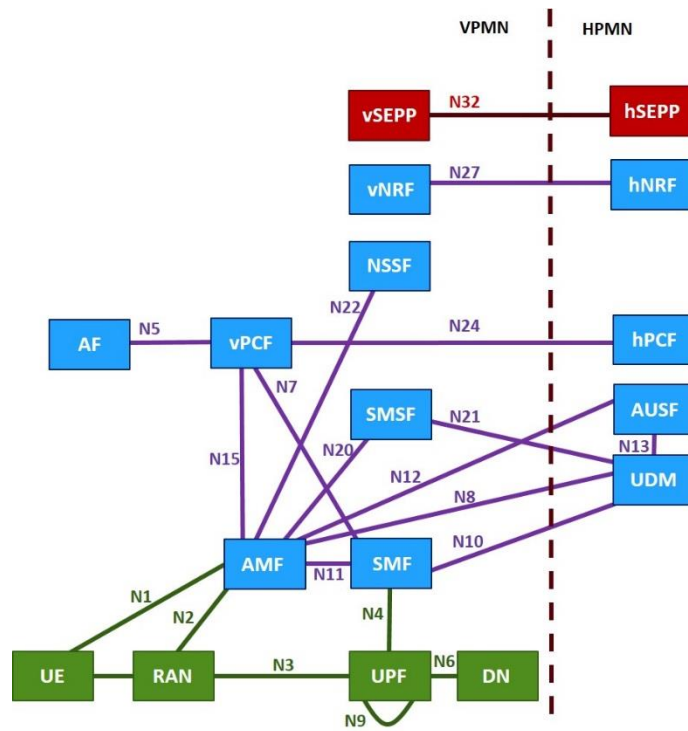 VPMN HPMN
vSEPP N32 hSEPP
vNRF N27 hNRF
NSSF
N22
AF N5 vPCF N24 hPCF
N7
SMSF N21 AUSF
N20 N13
N15 N12 UDM
N8
N10
AMF N11 SMF
N1
N2 N4
UE RAN N3 UPF N6 DN
N9